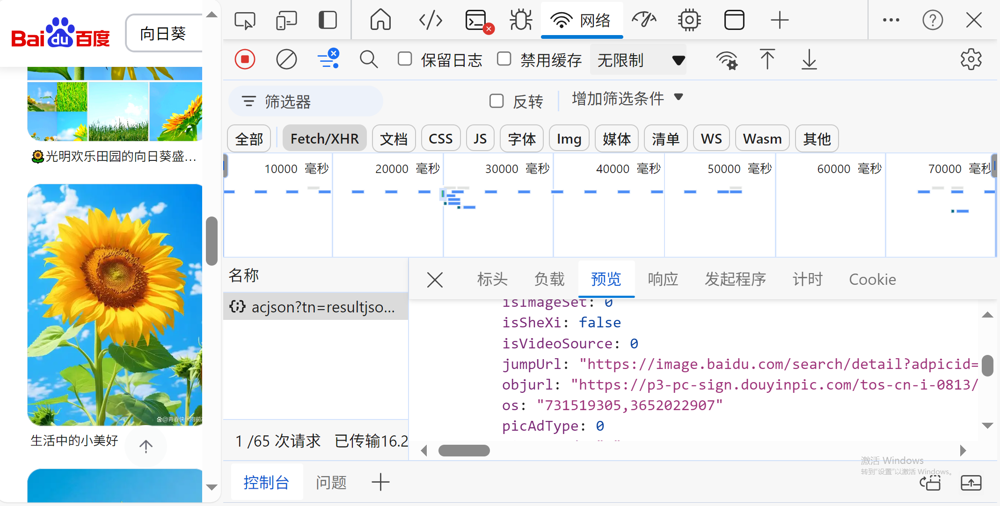 Bai du 百度
向日葵
🌻光明欢乐田园的向日葵盛...
@青春快乐向前
生活中的小美好
网络
保留日志
禁用缓存
无限制
筛选器
反转
增加筛选条件
全部
Fetch/XHR
文档
CSS
JS
字体
Img
媒体
清单
WS
Wasm
其他
10000 毫秒
20000 毫秒
30000 毫秒
40000 毫秒
50000 毫秒
60000 毫秒
70000 毫秒
名称
acjson?tn=resultjso...
1 /65 次请求
已传输16.2
标头
负载
预览
响应
发起程序
计时
Cookie
isImageSet: 0
isSheXi: false
isVideoSource: 0
jumpUrl: "https://image.baidu.com/search/detail?adpicid=
objurl: "https://p3-pc-sign.douyinpic.com/tos-cn-i-0813/
os: "731519305,3652022907"
picAdType: 0
激活 Windows
转到"设置"以激活 Windows。
控制台
问题